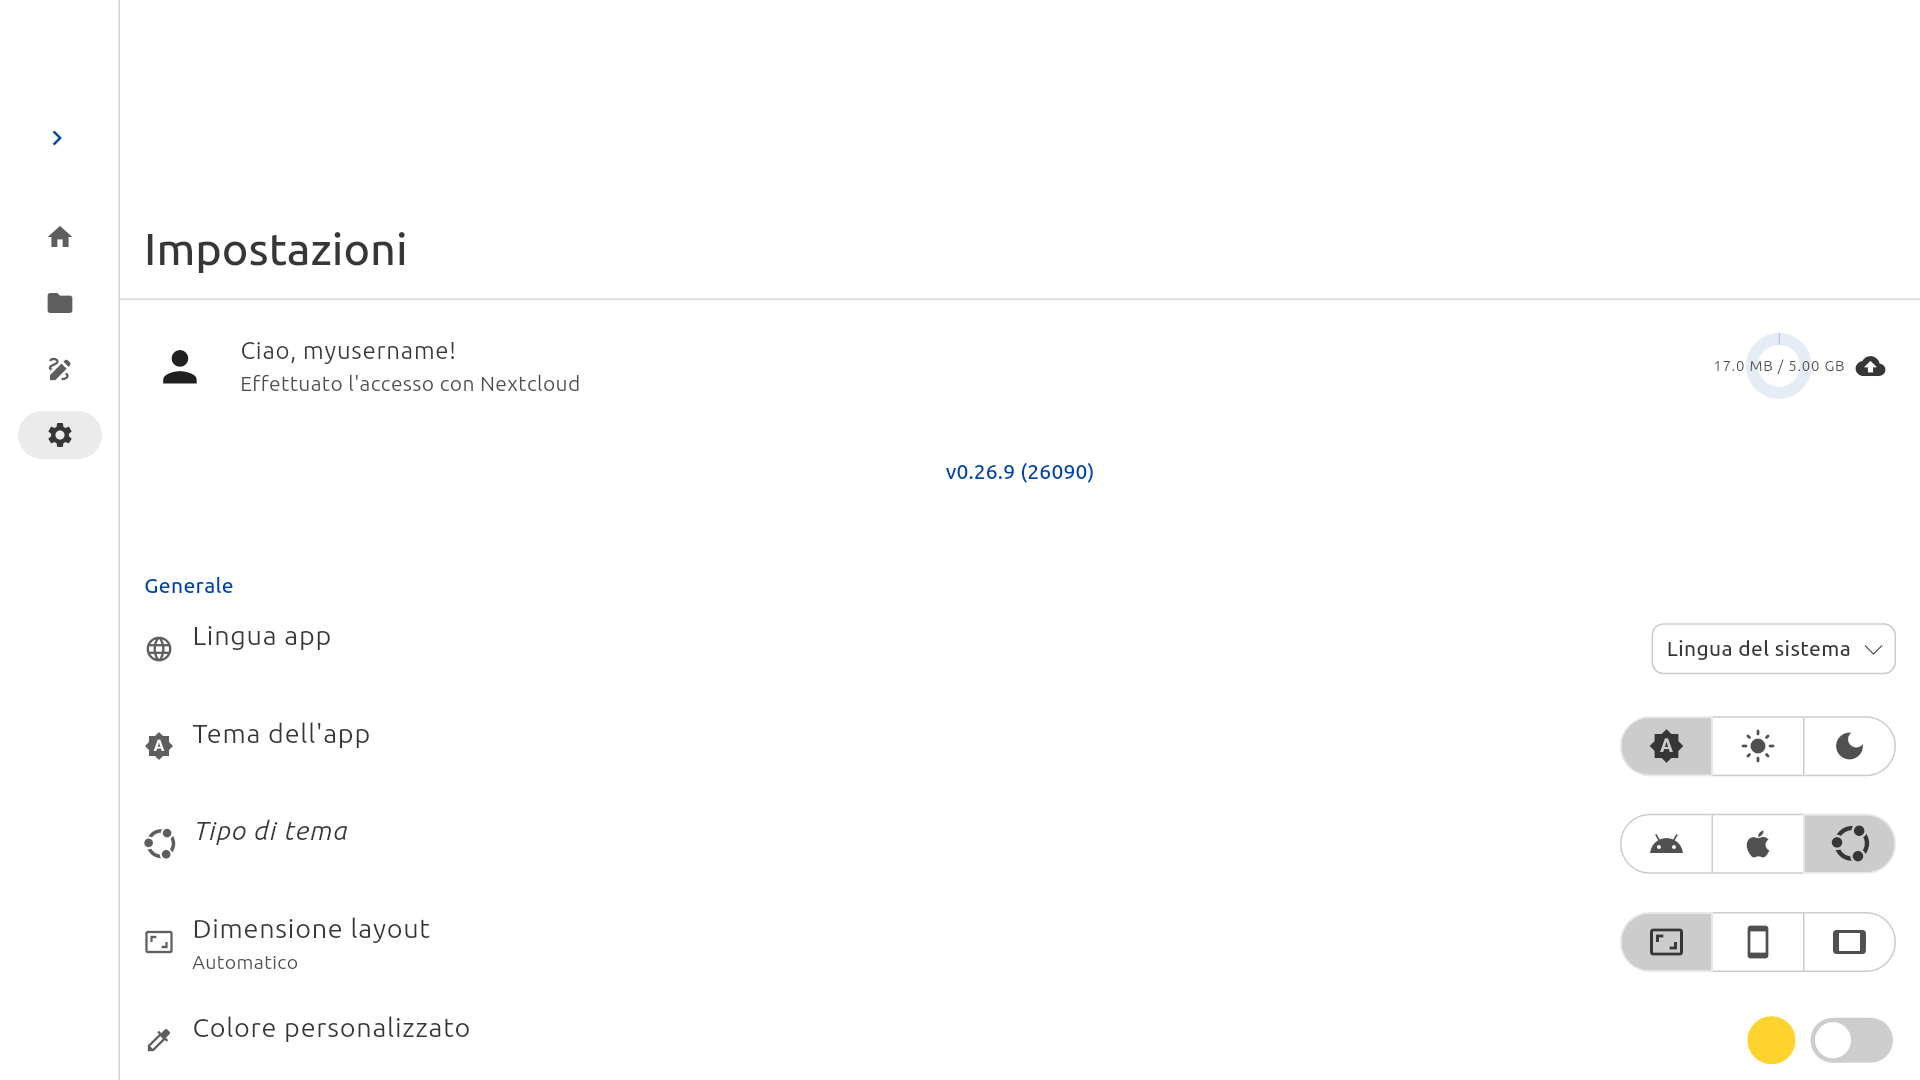 Impostazioni
Ciao, myusername!
Effettuato l'accesso con Nextcloud
17.0 MB / 5.00 GB
v0.26.9 (26090)
Generale
Lingua app
Lingua del sistema
Tema dell'app
Tipo di tema
Dimensione layout
Automatico
Colore personalizzato